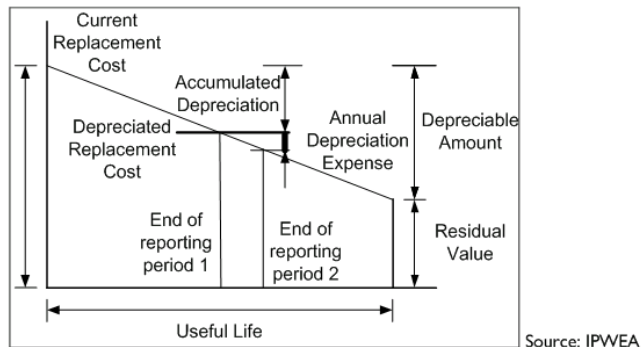 Current
Replacement
Cost
Accumulated
Depreciation
Annual
Depreciation
Expense
Depreciable
Amount
Depreciated
Replacement
Cost
End of
reporting
period 1
End of
reporting
period 2
Residual
Value
Useful Life
Source: IPWEA